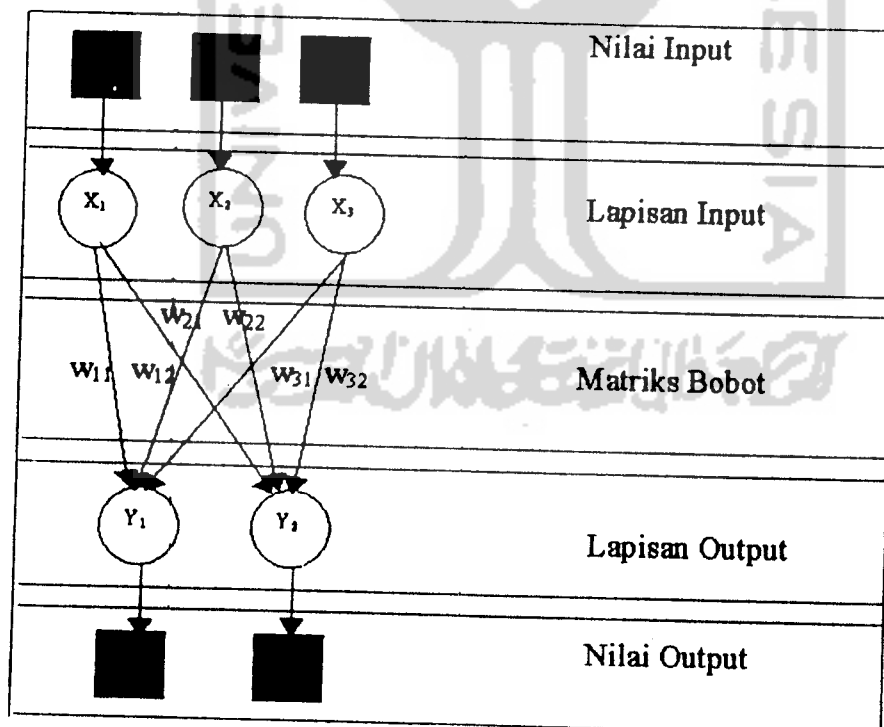 Nilai Input
X₁ X₂ X₃
Lapisan Input
W₂₁ W₂₂
W₁₁ W₁₂ W₃₁ W₃₂
Matriks Bobot
Y₁ Y₂
Lapisan Output
Nilai Output